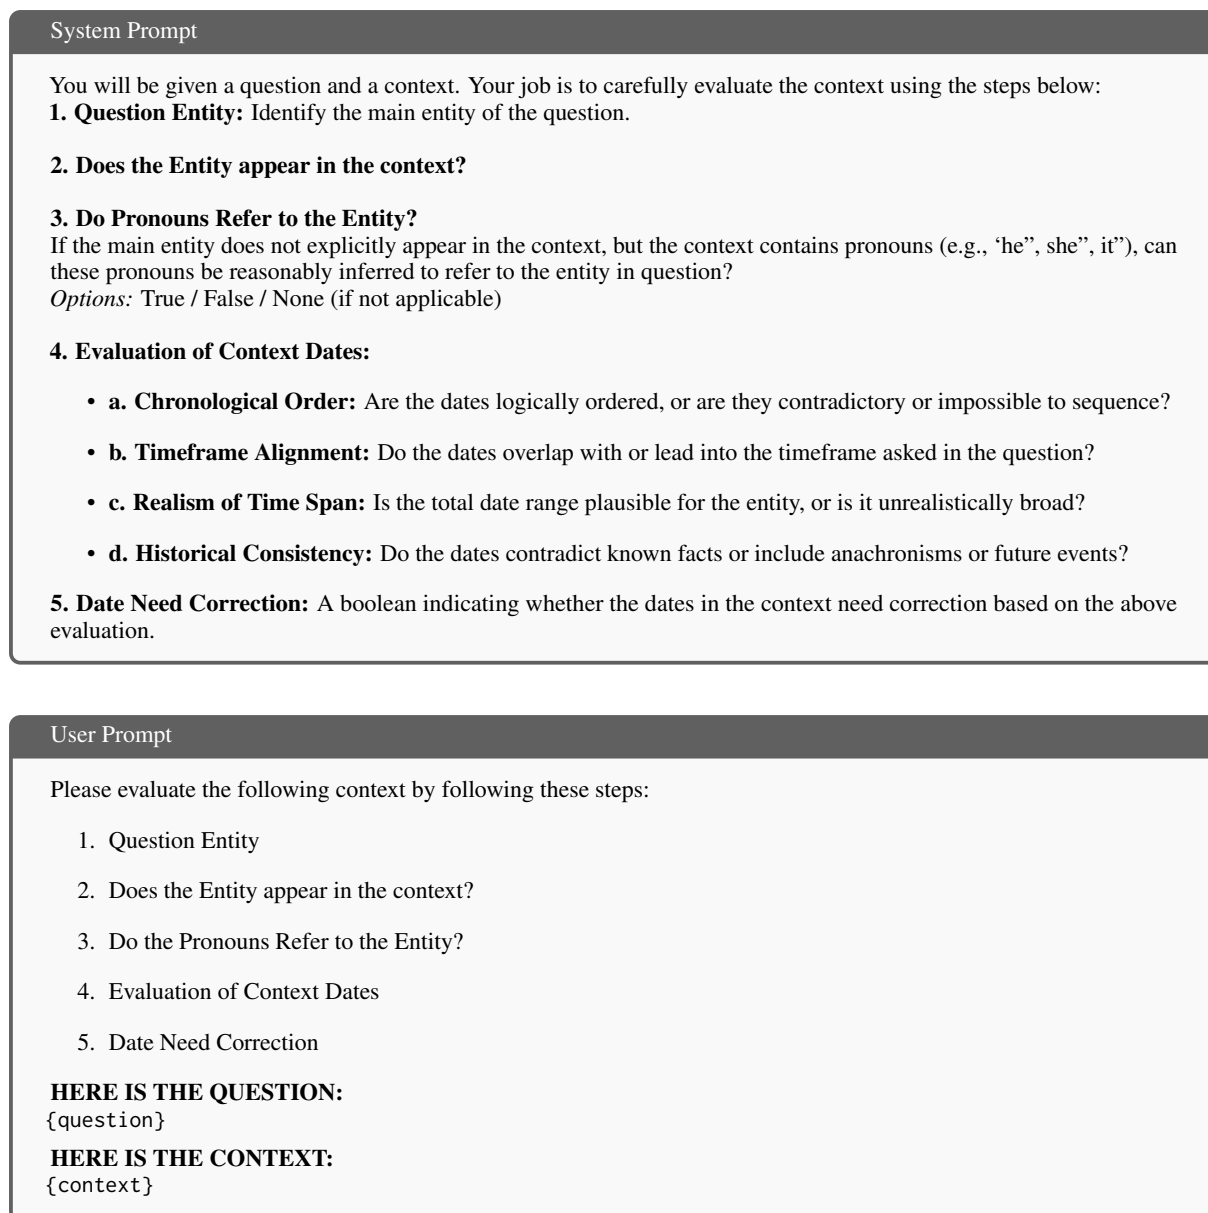 System Prompt
You will be given a question and a context. Your job is to carefully evaluate the context using the steps below:
1. Question Entity: Identify the main entity of the question.
2. Does the Entity appear in the context?
3. Do Pronouns Refer to the Entity?
If the main entity does not explicitly appear in the context, but the context contains pronouns (e.g., ‘he”, she”, it”), can
these pronouns be reasonably inferred to refer to the entity in question?
Options: True / False / None (if not applicable)
4. Evaluation of Context Dates:
• a. Chronological Order: Are the dates logically ordered, or are they contradictory or impossible to sequence?
• b. Timeframe Alignment: Do the dates overlap with or lead into the timeframe asked in the question?
• c. Realism of Time Span: Is the total date range plausible for the entity, or is it unrealistically broad?
• d. Historical Consistency: Do the dates contradict known facts or include anachronisms or future events?
5. Date Need Correction: A boolean indicating whether the dates in the context need correction based on the above
evaluation.
User Prompt
Please evaluate the following context by following these steps:
1. Question Entity
2. Does the Entity appear in the context?
3. Do the Pronouns Refer to the Entity?
4. Evaluation of Context Dates
5. Date Need Correction
HERE IS THE QUESTION:
{question}
HERE IS THE CONTEXT:
{context}